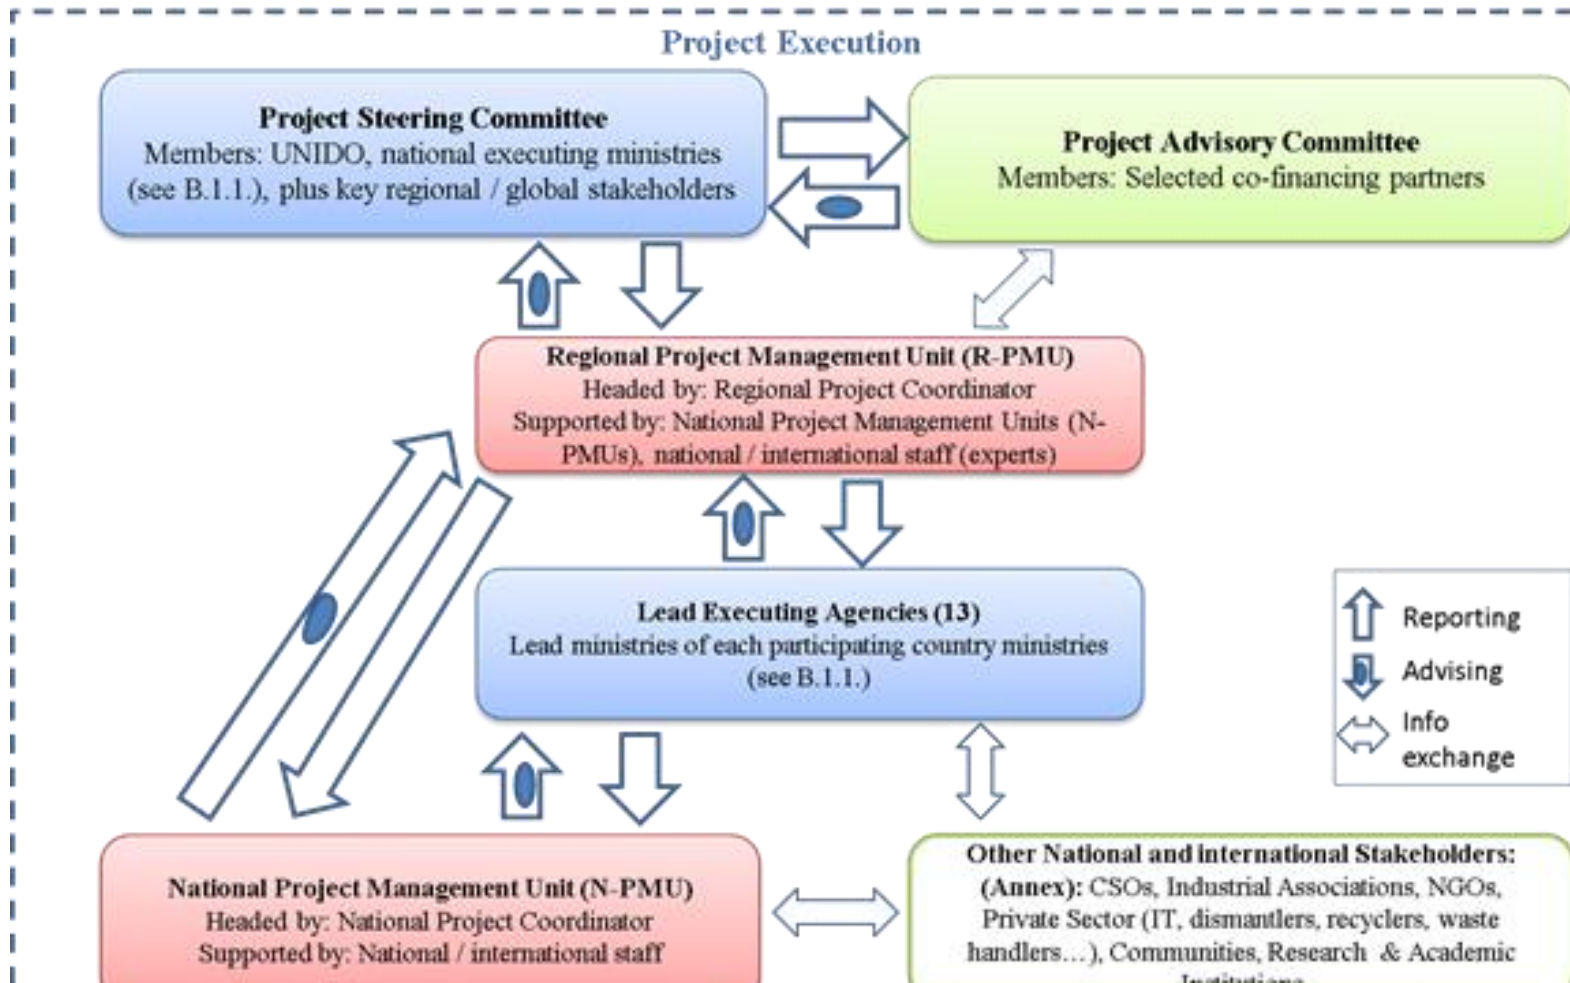 Project Execution
Project Steering Committee
Members: UNIDO, national executing ministries
(see B.1.1.), plus key regional / global stakeholders
Project Advisory Committee
Members: Selected co-financing partners
Regional Project Management Unit (R-PMU)
Headed by: Regional Project Coordinator
Supported by: National Project Management Units (N-
PMUs), national / international staff (experts)
Lead Executing Agencies (13)
Lead ministries of each participating country ministries
(see B.1.1.)
Reporting
Advising
Info
exchange
National Project Management Unit (N-PMU)
Headed by: National Project Coordinator
Supported by: National / international staff
Other National and international Stakeholders:
(Annex): CSOs, Industrial Associations, NGOs,
Private Sector (IT, dismantlers, recyclers, waste
handlers…), Communities, Research & Academic
Institutions